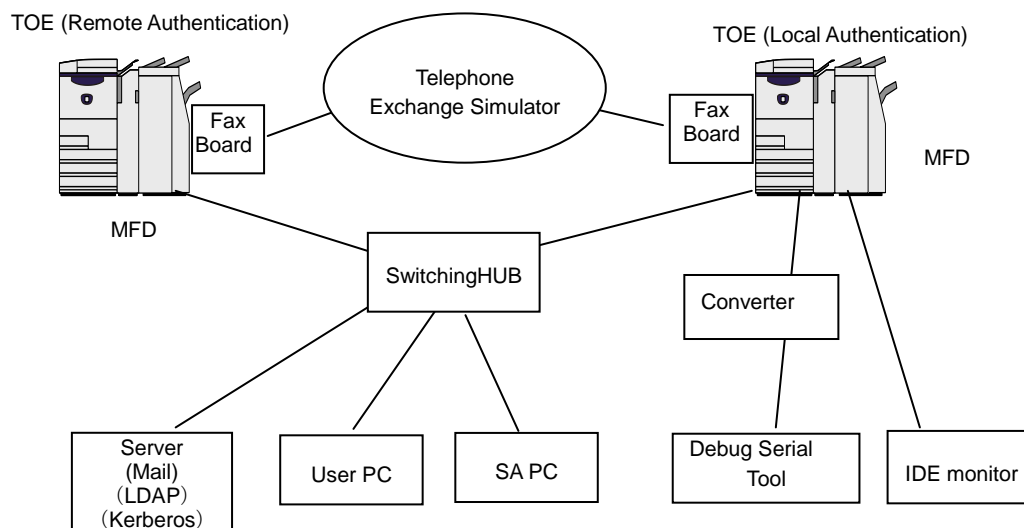 TOE (Remote Authentication)
TOE (Local Authentication)
Telephone
Exchange Simulator
Fax
Board
Fax
Board
MFD
MFD
SwitchingHUB
Converter
Server
(Mail)
（LDAP）
（Kerberos）
User PC
SA PC
Debug Serial
Tool
IDE monitor